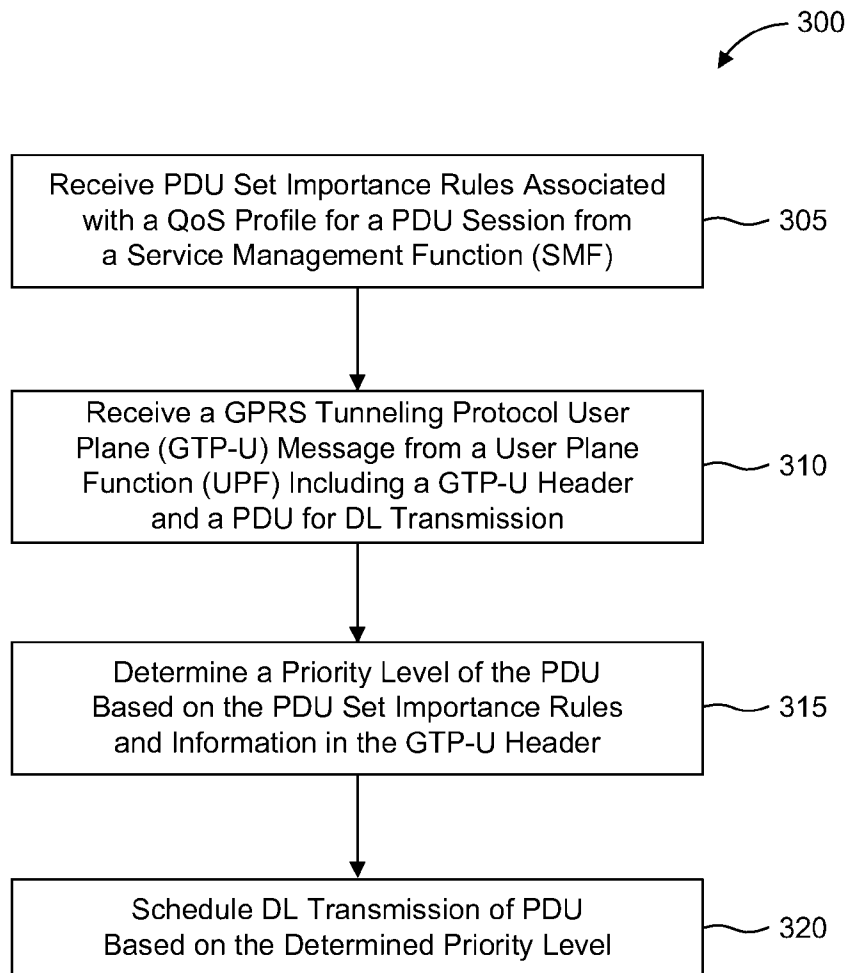 300
Receive PDU Set Importance Rules Associated
with a QoS Profile for a PDU Session from
a Service Management Function (SMF)
305
Receive a GPRS Tunneling Protocol User
Plane (GTP-U) Message from a User Plane
Function (UPF) Including a GTP-U Header
and a PDU for DL Transmission
310
Determine a Priority Level of the PDU
Based on the PDU Set Importance Rules
and Information in the GTP-U Header
315
Schedule DL Transmission of PDU
Based on the Determined Priority Level
320